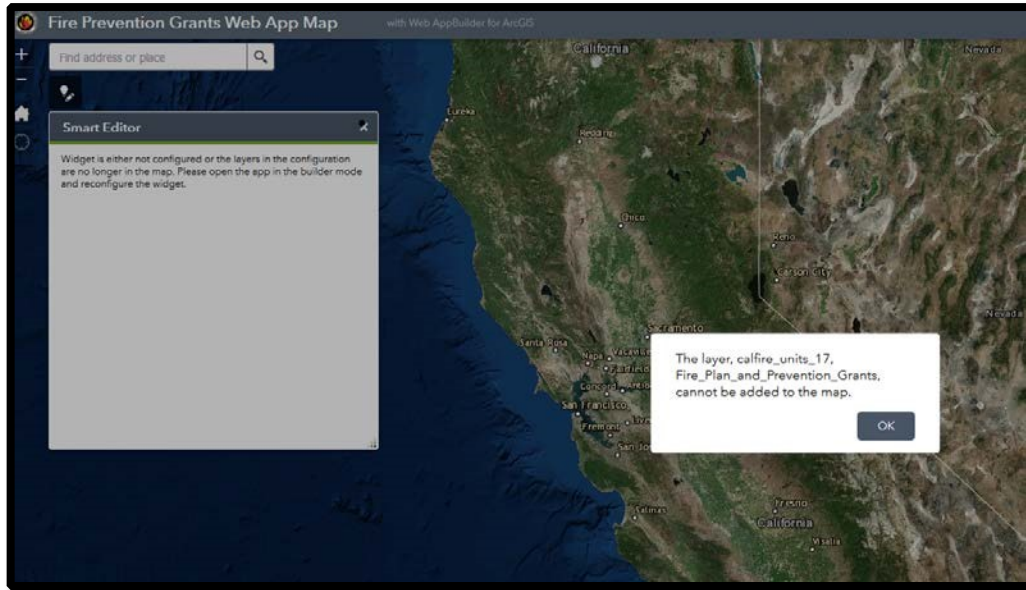 Fire Prevention Grants Web App Map
with Web AppBuilder for ArcGIS
Find address or place
Smart Editor
Widget is either not configured or the layers in the configuration
are no longer in the map. Please open the app in the builder mode
and reconfigure the widget.
California
Nevada
Eureka
Redding
Chico
Reno
Carson City
Nevada
Sacramento
Santa Rosa
Napa
Vacaville
Fairfield
Concord
San Francisco
Fremont
Salinas
Fresno
California
Visalia
The layer, calfire_units_17,
Fire_Plan_and_Prevention_Grants,
cannot be added to the map.
OK